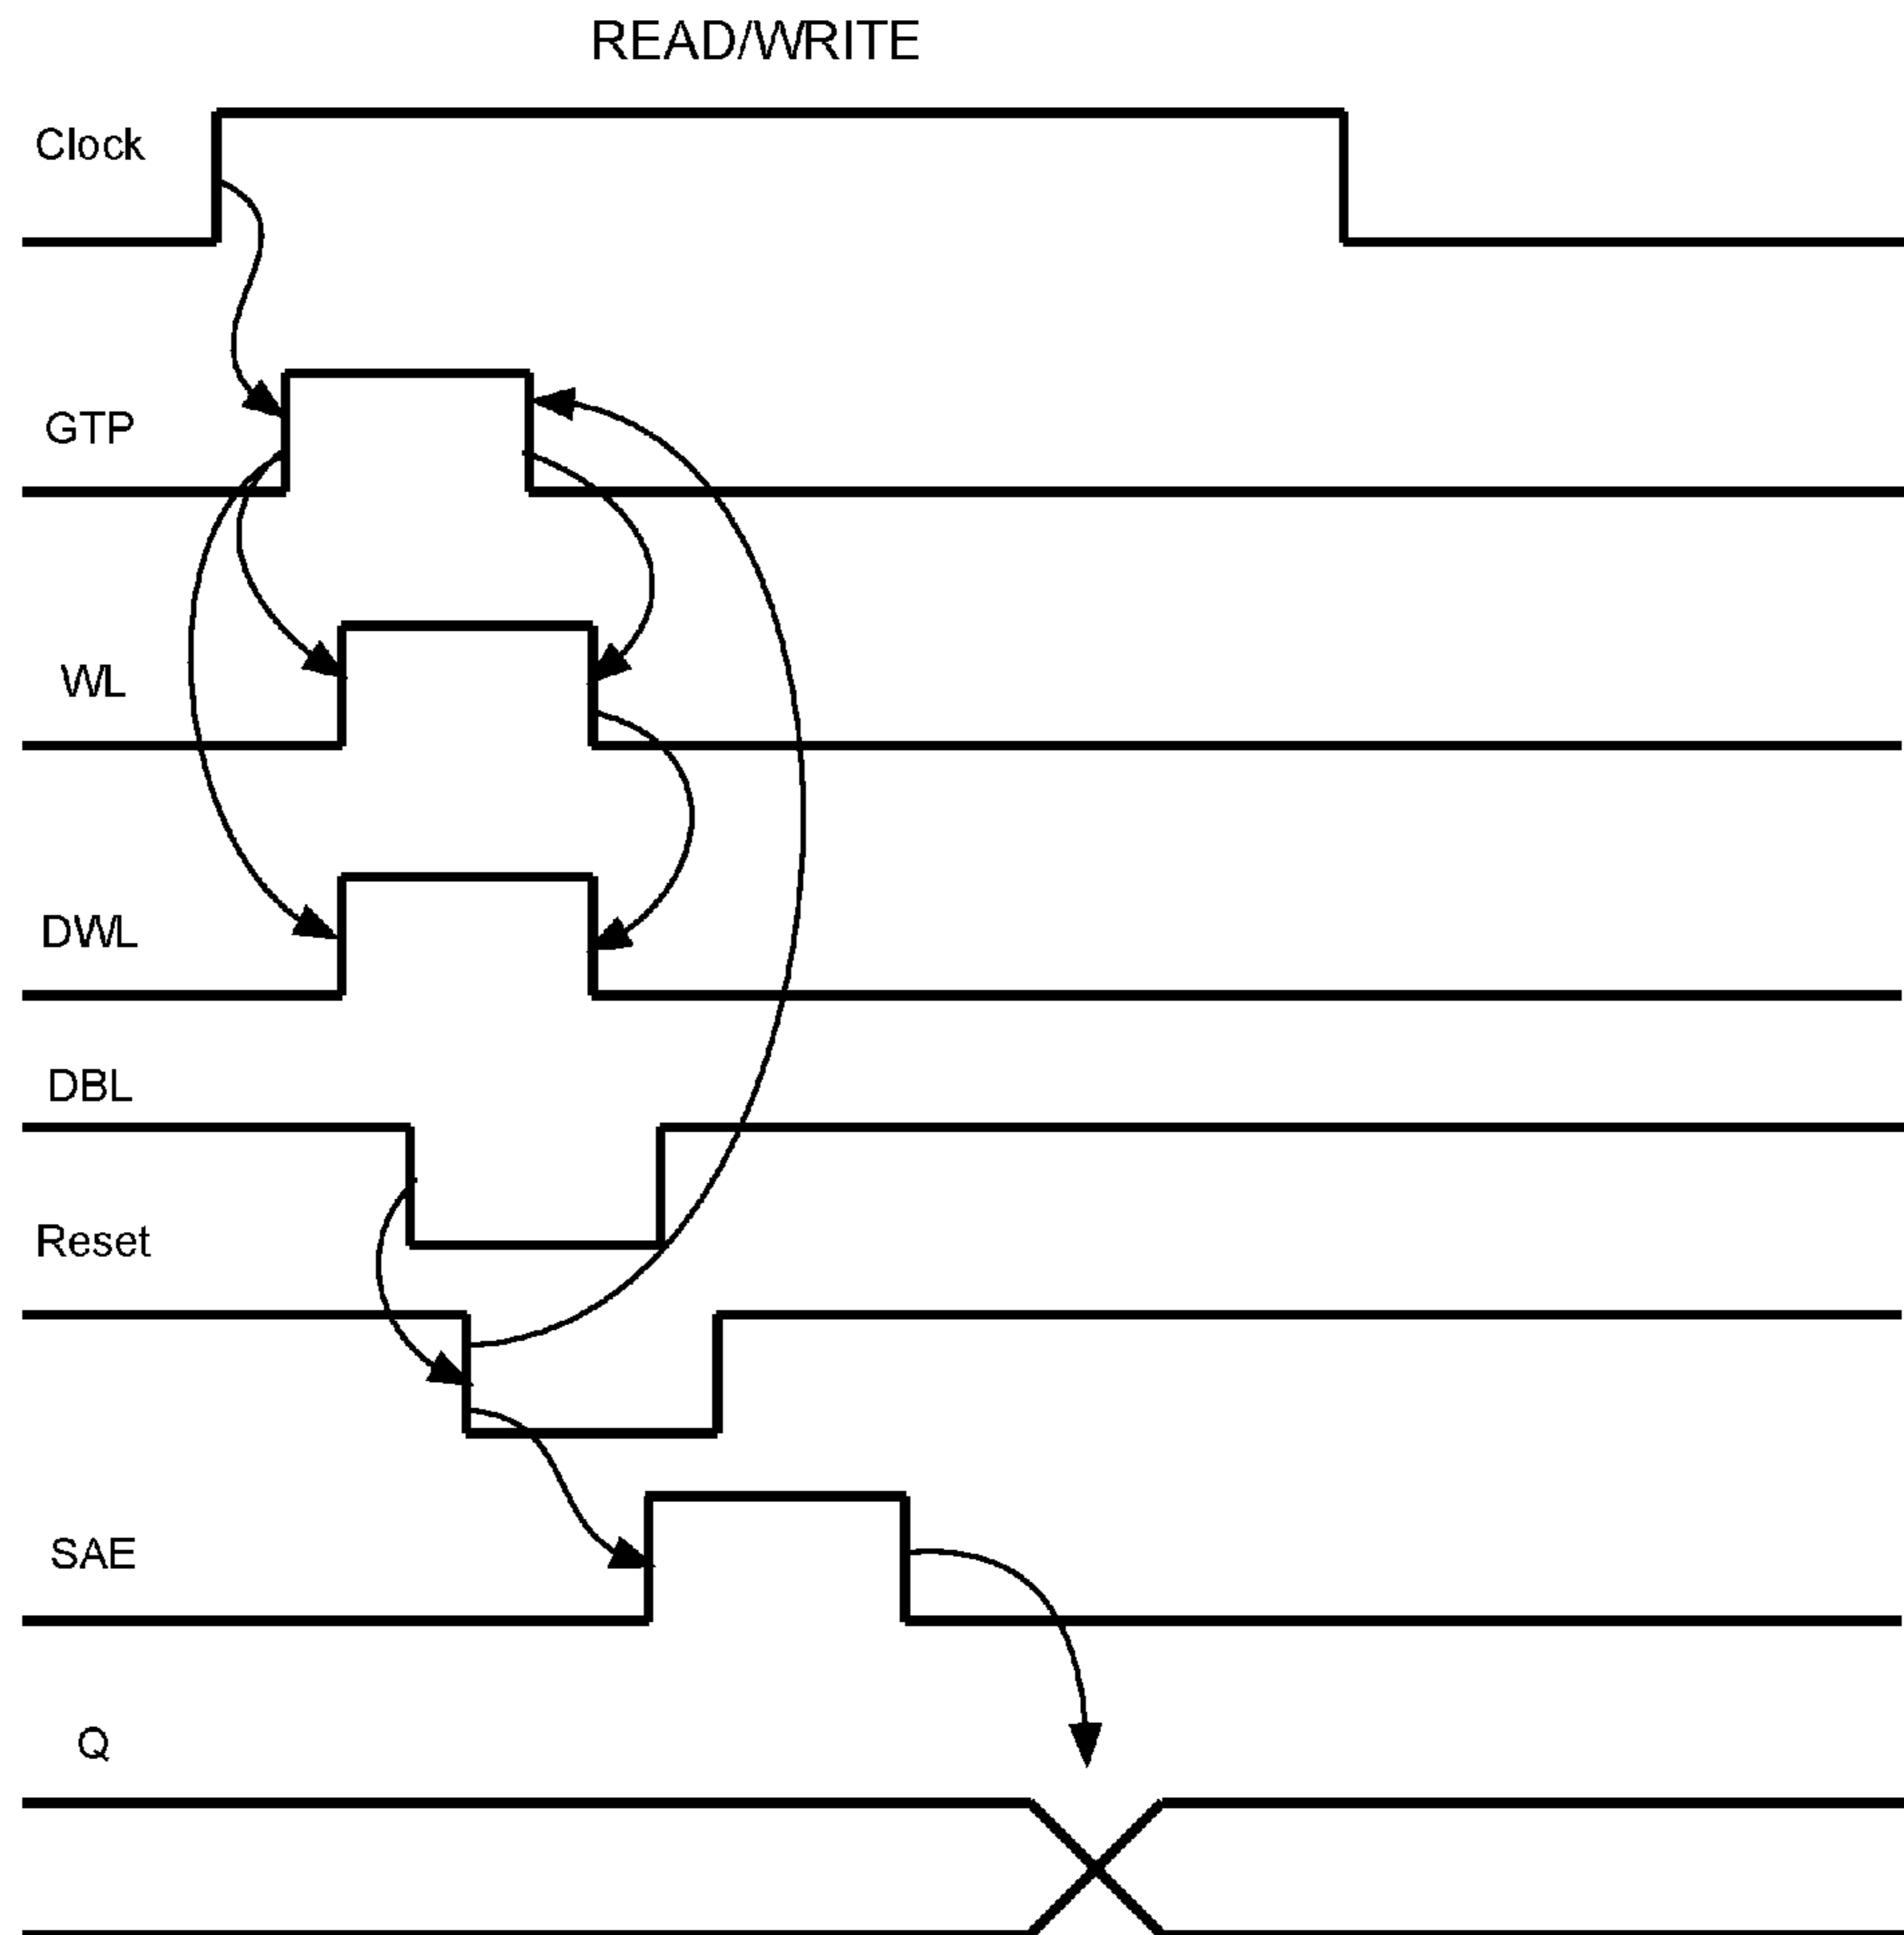 READ/WRITE
Clock
GTP
WL
DWL
DBL
Reset
SAE
Q